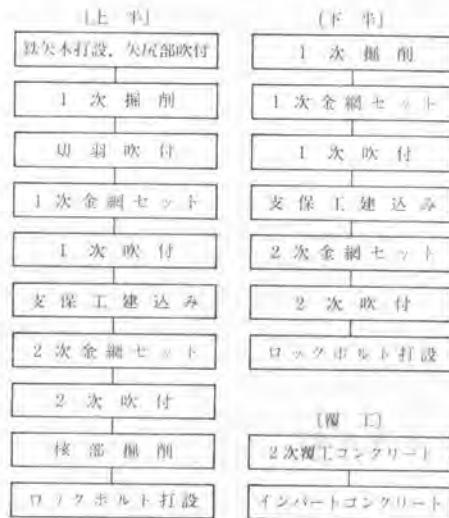 〔上半〕
鉄矢木打設，矢尻部吹付
1次掘削
切羽吹付
1次金網セット
1次吹付
支保工建込み
2次金網セット
2次吹付
核部掘削
ロックボルト打設
〔下半〕
1次掘削
1次金網セット
1次吹付
支保工建込み
2次金網セット
2次吹付
ロックボルト打設
〔覆工〕
2次覆工コンクリート
インバートコンクリート